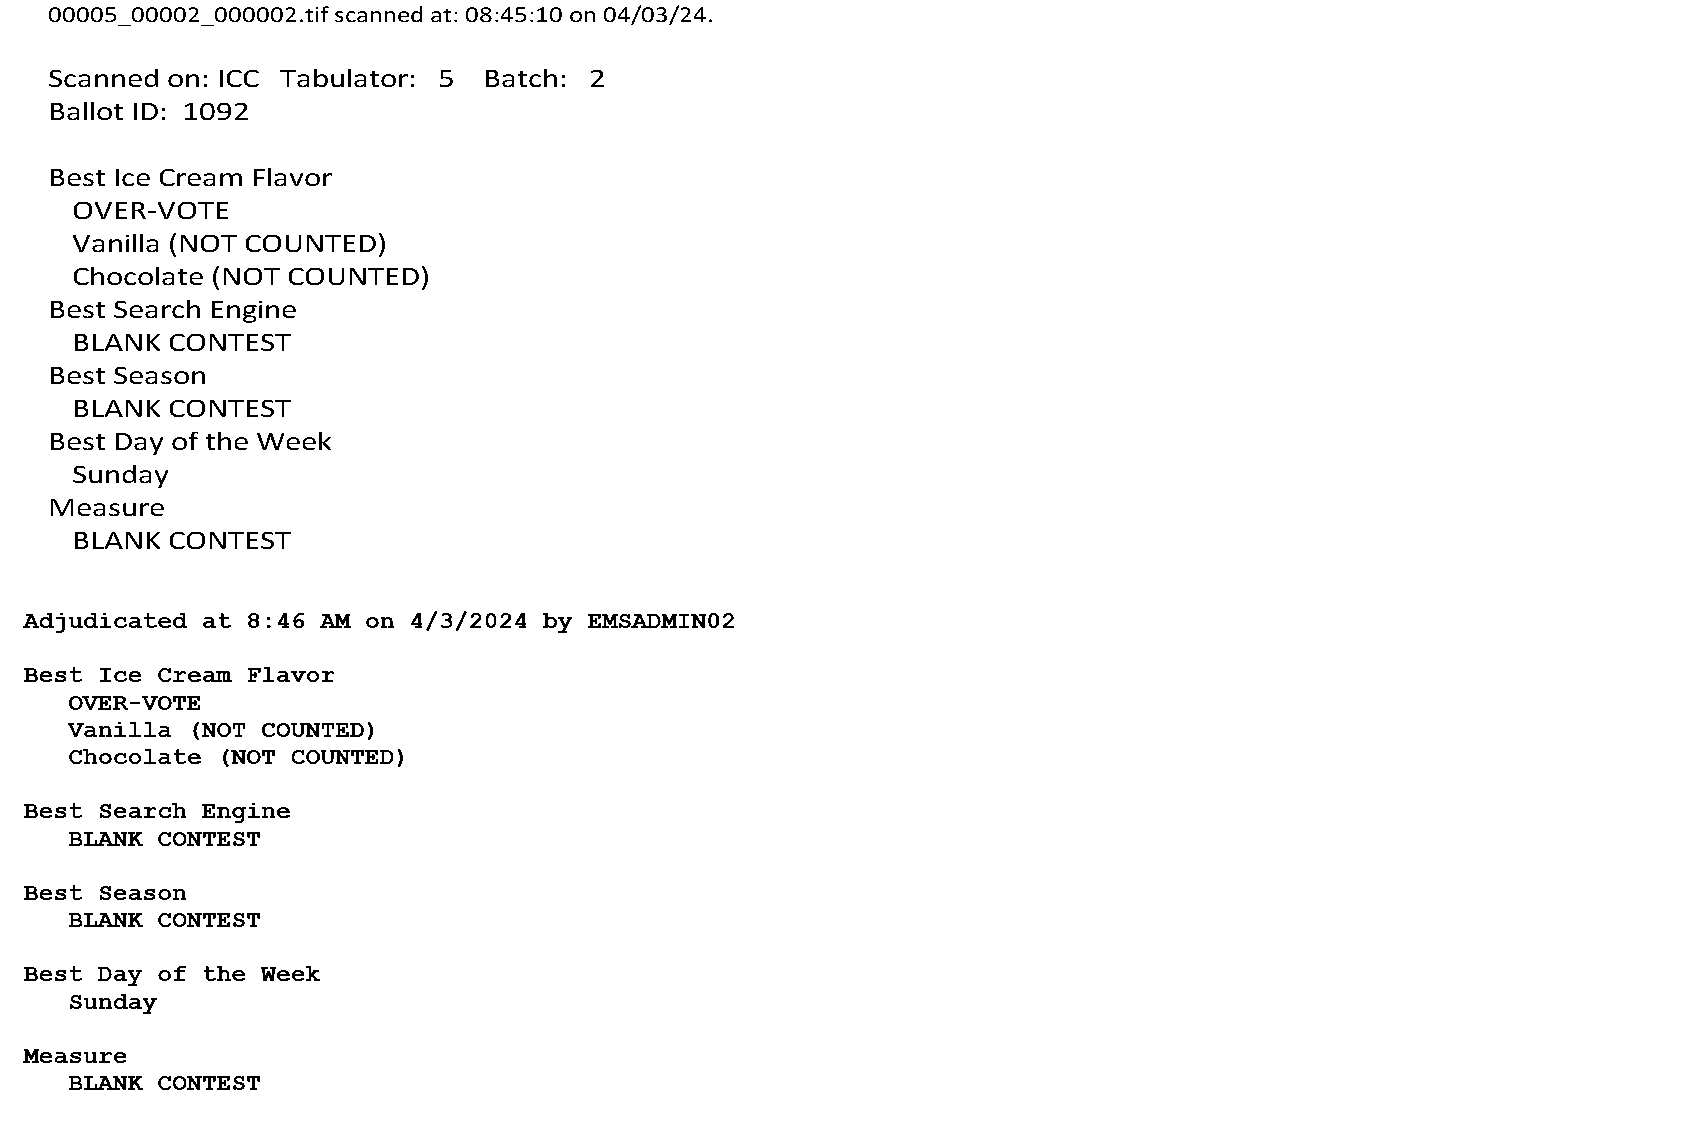 00005_00002_000002.tif scanned at: 08:45:10 on 04/03/24.
Scanned on: ICC Tabulator: 5 Batch: 2
Ballot ID: 1092
Best Ice Cream Flavor
OVER-VOTE
Vanilla (NOT COUNTED)
Chocolate (NOT COUNTED)
Best Search Engine
BLANK CONTEST
Best Season
BLANK CONTEST
Best Day of the Week
Sunday
Measure
BLANK CONTEST
Adjudicated at 8:46 AM on 4/3/2024 by EMSADMIN02
Best Ice Cream Flavor
OVER-VOTE
Vanilla (NOT COUNTED)
Chocolate (NOT COUNTED)
Best Search Engine
BLANK CONTEST
Best Season
BLANK CONTEST
Best Day of the Week
Sunday
Measure
BLANK CONTEST